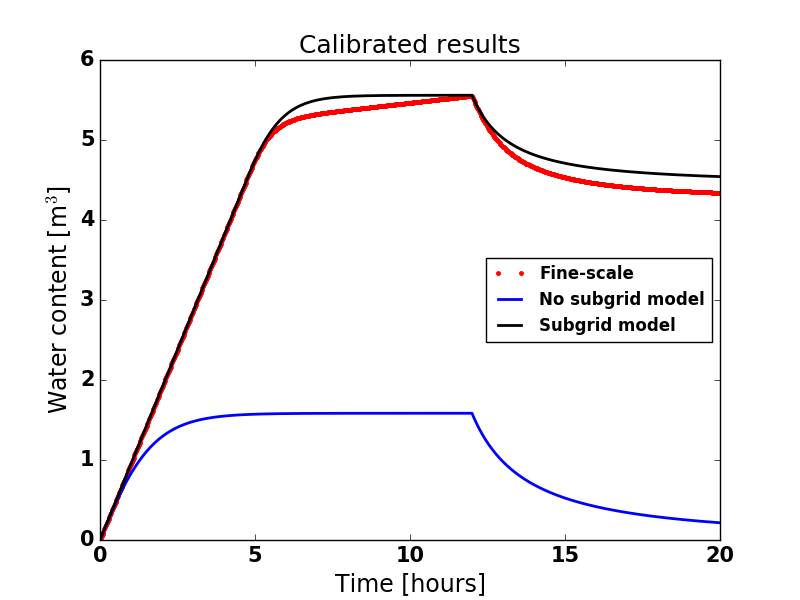 Calibrated results
6
5
4
3
2
1
0
Water content [m³]
Fine-scale
No subgrid model
Subgrid model
0 5 10 15 20
Time [hours]